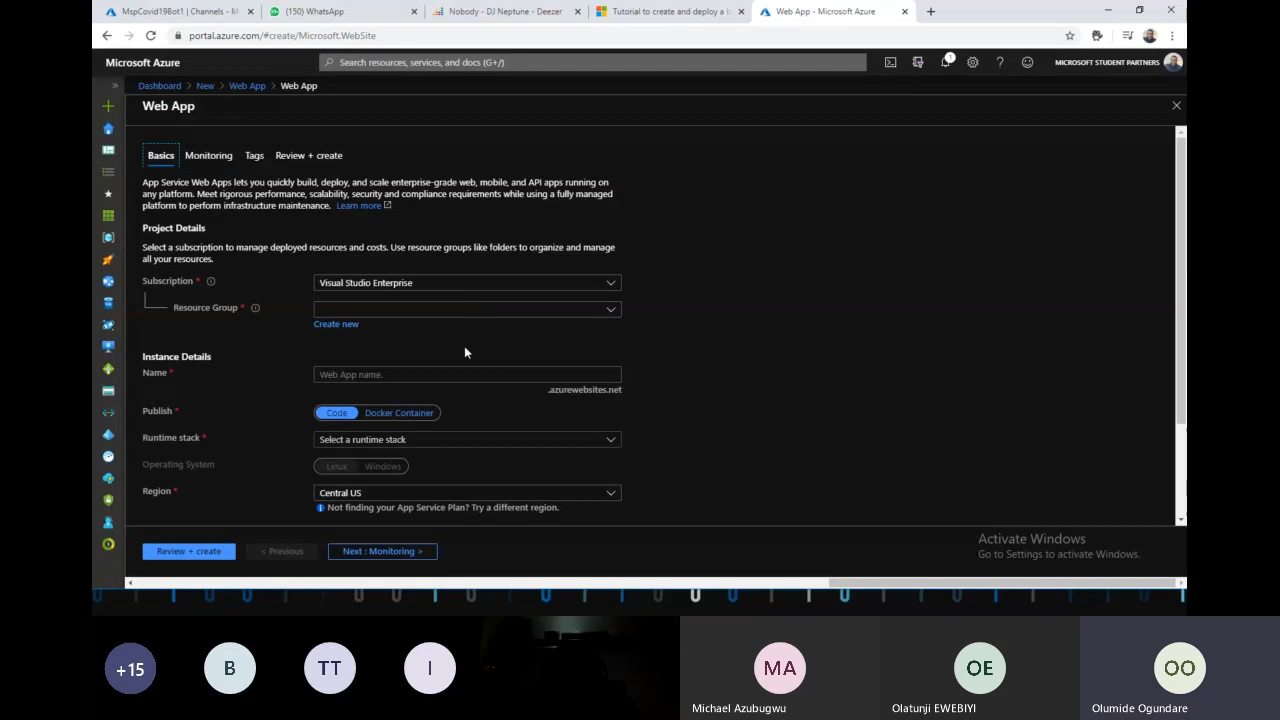 MspCovid19Bot1 | Channels - M
(150) WhatsApp
Nobody - DJ Neptune - Deezer
Tutorial to create and deploy a b
Web App - Microsoft Azure
portal.azure.com/#create/Microsoft.WebSite
Microsoft Azure
Search resources, services, and docs (G+/)
1
MICROSOFT STUDENT PARTNERS
Dashboard > New > Web App > Web App
Web App
Basics Monitoring Tags Review + create
App Service Web Apps lets you quickly build, deploy, and scale enterprise-grade web, mobile, and API apps running on
any platform. Meet rigorous performance, scalability, security and compliance requirements while using a fully managed
platform to perform infrastructure maintenance. Learn more
Project Details
Select a subscription to manage deployed resources and costs. Use resource groups like folders to organize and manage
all your resources.
Subscription *
Visual Studio Enterprise
Resource Group *
Create new
Instance Details
Name *
Web App name.
.azurewebsites.net
Publish *
Code Docker Container
Runtime stack *
Select a runtime stack
Operating System
Linux Windows
Region *
Central US
Not finding your App Service Plan? Try a different region.
Review + create
< Previous
Next : Monitoring >
Activate Windows
Go to Settings to activate Windows.
+15
B
TT
I
MA
Michael Azubugwu
OE
Olatunji EWEBIYI
OO
Olumide Ogundare